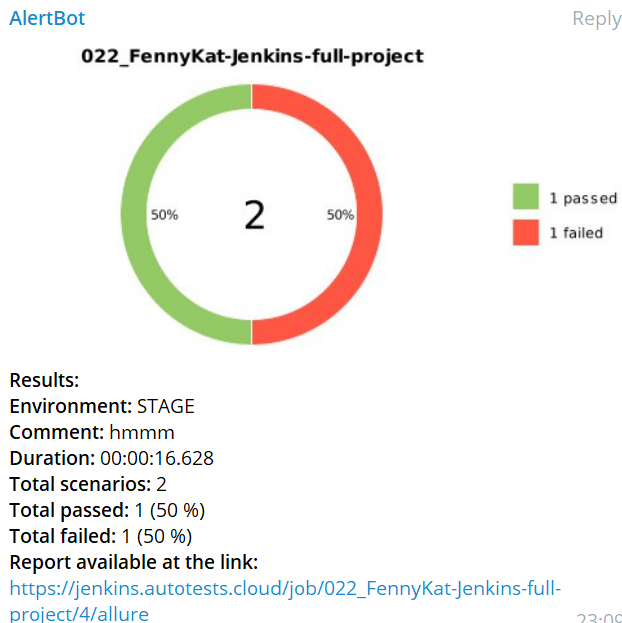 AlertBot Reply
022_FennyKat-Jenkins-full-project
50% 2 50%
1 passed
1 failed
Results:
Environment: STAGE
Comment: hmmm
Duration: 00:00:16.628
Total scenarios: 2
Total passed: 1 (50 %)
Total failed: 1 (50 %)
Report available at the link:
https://jenkins.autotests.cloud/job/022_FennyKat-Jenkins-full-
project/4/allure 23:09